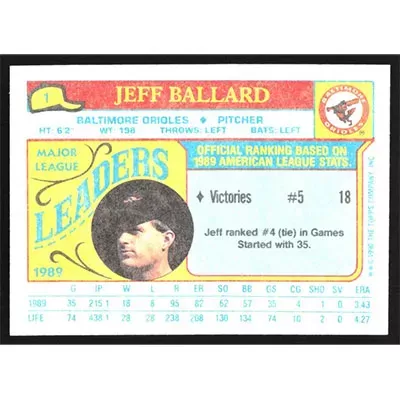 1
JEFF BALLARD
BALTIMORE ORIOLES ♦ PITCHER
HT: 6'2" WT: 198 THROWS: LEFT BATS: LEFT
BALTIMORE
ORIOLES
MAJOR
LEAGUE
LEADERS
1989
OFFICIAL RANKING BASED ON
1989 AMERICAN LEAGUE STATS.
♦ Victories #5 18
Jeff ranked #4 (tie) in Games
Started with 35.
G IP W L R ER SO BB GS CG SHO SV ERA
1989 35 215.1 18 8 95 82 62 57 35 4 1 0 3.43
LIFE 74 438.1 28 28 238 208 134 135 74 10 2 0 4.27